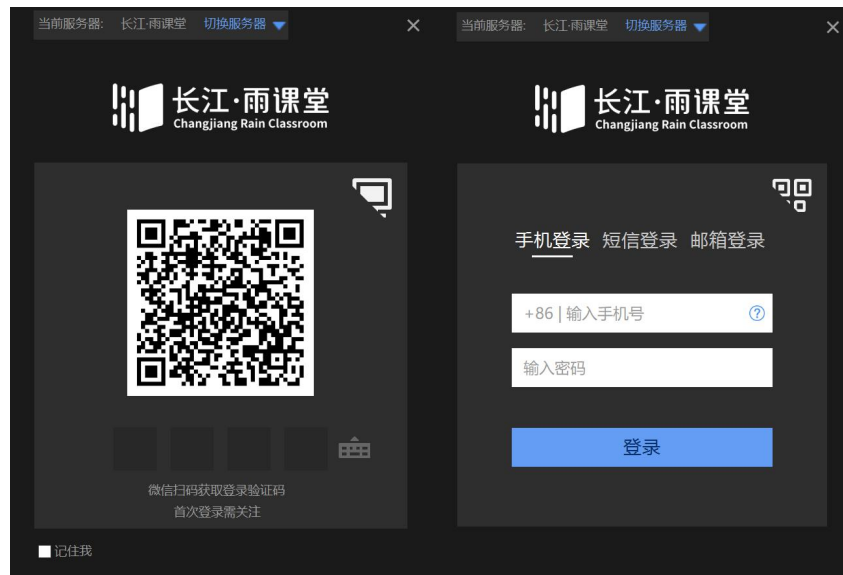 当前服务器: 长江·雨课堂 切换服务器
长江·雨课堂
Changjiang Rain Classroom
微信扫码获取登录验证码
首次登录需关注
记住我
当前服务器: 长江·雨课堂 切换服务器
长江·雨课堂
Changjiang Rain Classroom
手机登录 短信登录 邮箱登录
+86 | 输入手机号
输入密码
登录